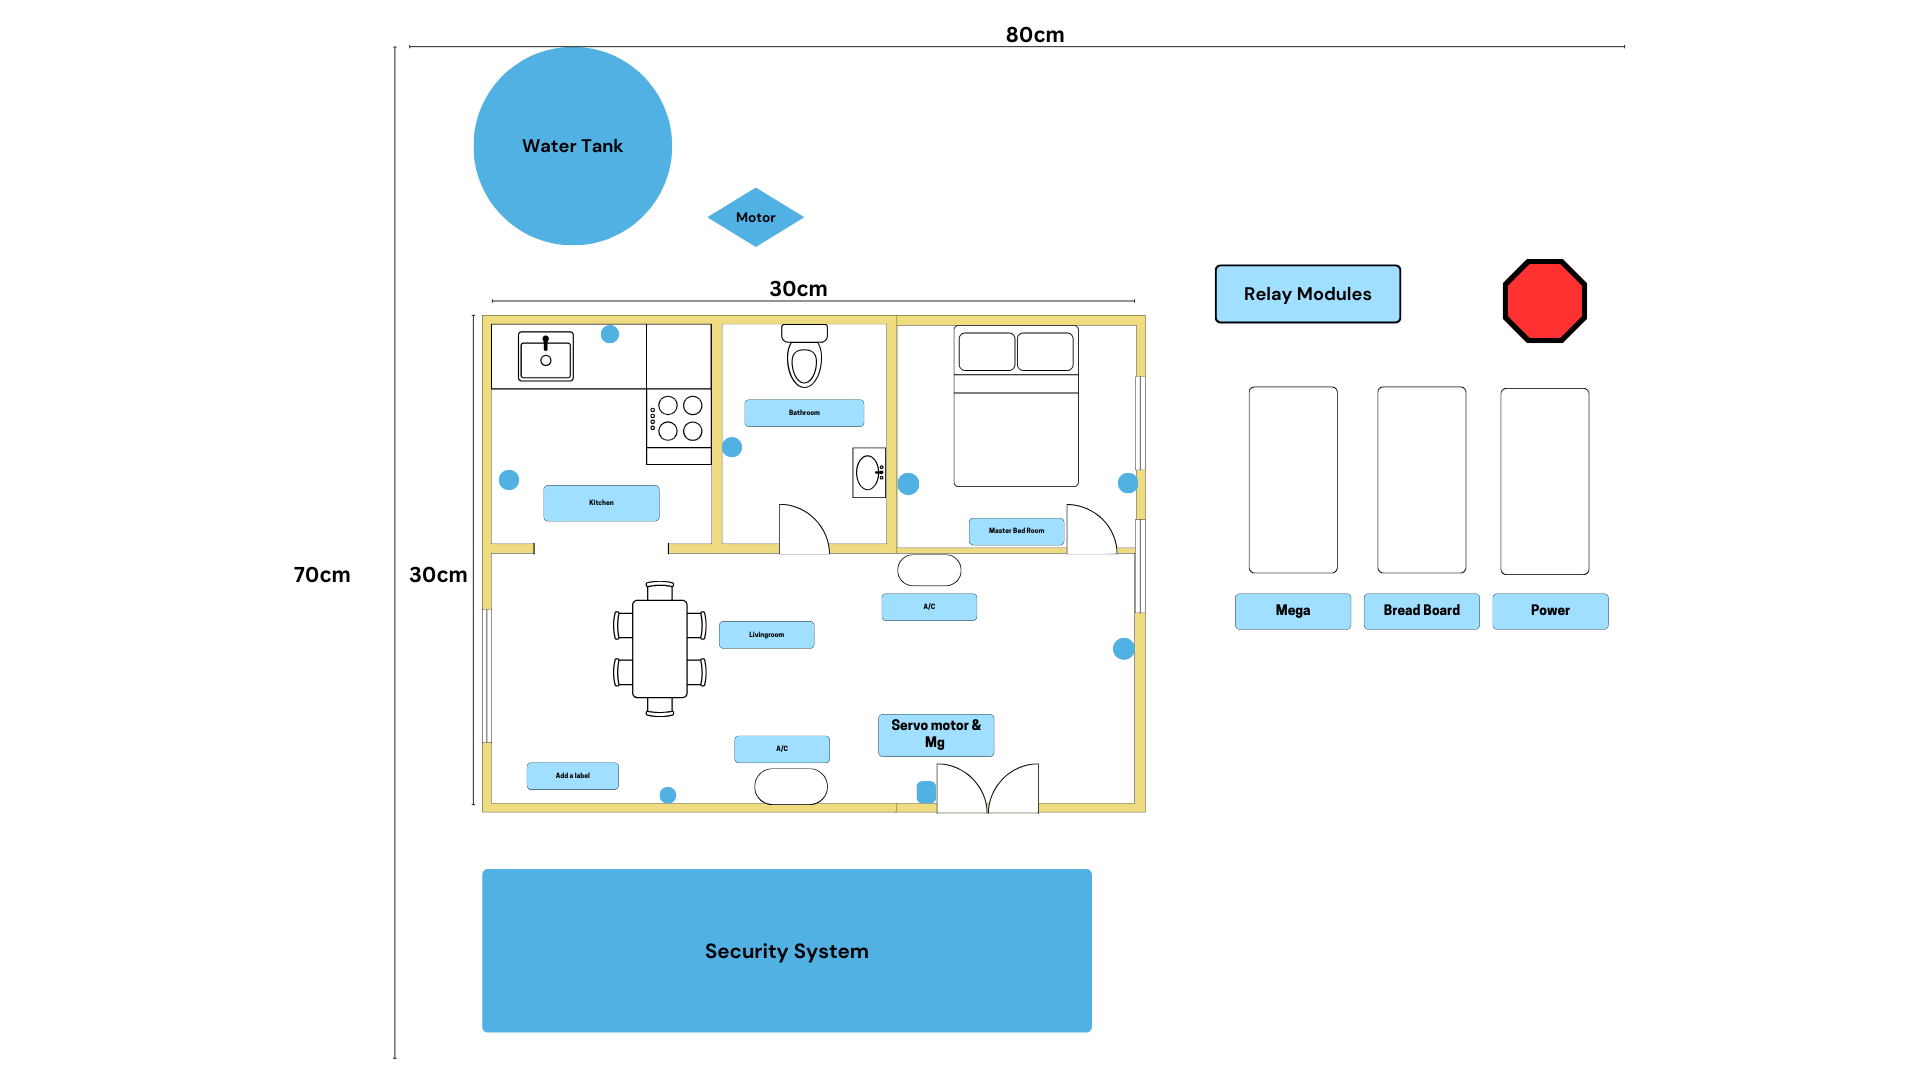 80cm
Water Tank
Motor
30cm
Relay Modules
Bathroom
Kitchen
Master Bed Room
70cm
30cm
A/C
Mega
Bread Board
Power
Livingroom
Servo motor &
Mg
A/C
Add a label
Security System